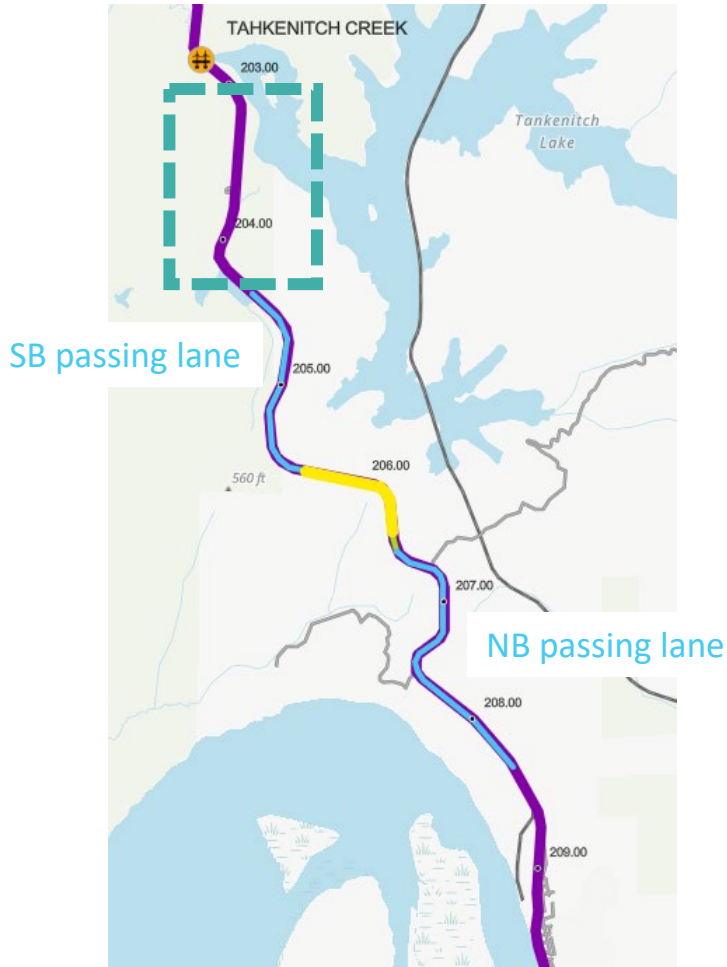 TAHKENITCH CREEK
203.00
Tankenitch
Lake
204.00
SB passing lane
205.00
206.00
560 ft
207.00
NB passing lane
208.00
209.00